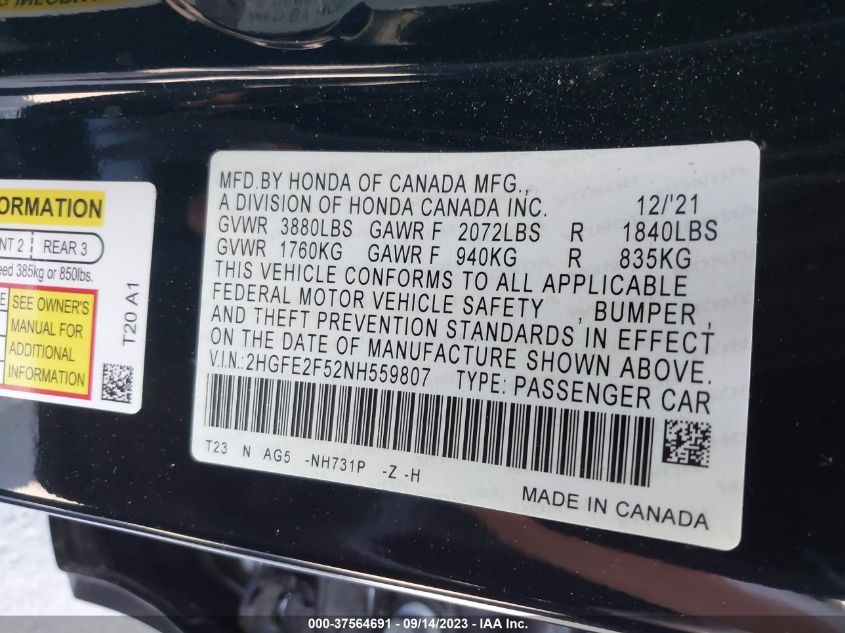 ORMATION
NT 2 REAR 3
eed 385kg or 850lbs.
E SEE OWNER'S
MANUAL FOR
ADDITIONAL
INFORMATION
T20 A1
MFD.BY HONDA OF CANADA MFG.,
A DIVISION OF HONDA CANADA INC. 12/'21
GVWR 3880LBS GAWR F 2072LBS R 1840LBS
GVWR 1760KG GAWR F 940KG R 835KG
THIS VEHICLE CONFORMS TO ALL APPLICABLE
FEDERAL MOTOR VEHICLE SAFETY , BUMPER ,
AND THEFT PREVENTION STANDARDS IN EFFECT
ON THE DATE OF MANUFACTURE SHOWN ABOVE.
V.I.N.:2HGFE2F52NH559807 TYPE: PASSENGER CAR
T23 N AG5 -NH731P -Z -H
MADE IN CANADA
000-37564691 - 09/14/2023 - IAA Inc.